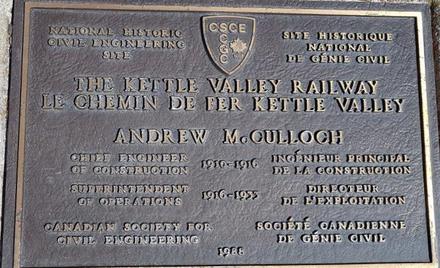 NATIONAL HISTORIC
CIVIL ENGINEERING
SITE
CSCE
SCGC
SITE HISTORIQUE
NATIONAL
DE GÉNIE CIVIL
THE KETTLE VALLEY RAILWAY
LE CHEMIN DE FER KETTLE VALLEY
ANDREW McCULLOCH
CHIEF ENGINEER
OF CONSTRUCTION
1910-1916
INGÉNIEUR PRINCIPAL
DE LA CONSTRUCTION
SUPERINTENDENT
OF OPERATIONS
1916-1933
DIRECTEUR
DE L'EXPLOITATION
CANADIAN SOCIETY FOR
CIVIL ENGINEERING
SOCIÉTÉ CANADIENNE
DE GÉNIE CIVIL
1988